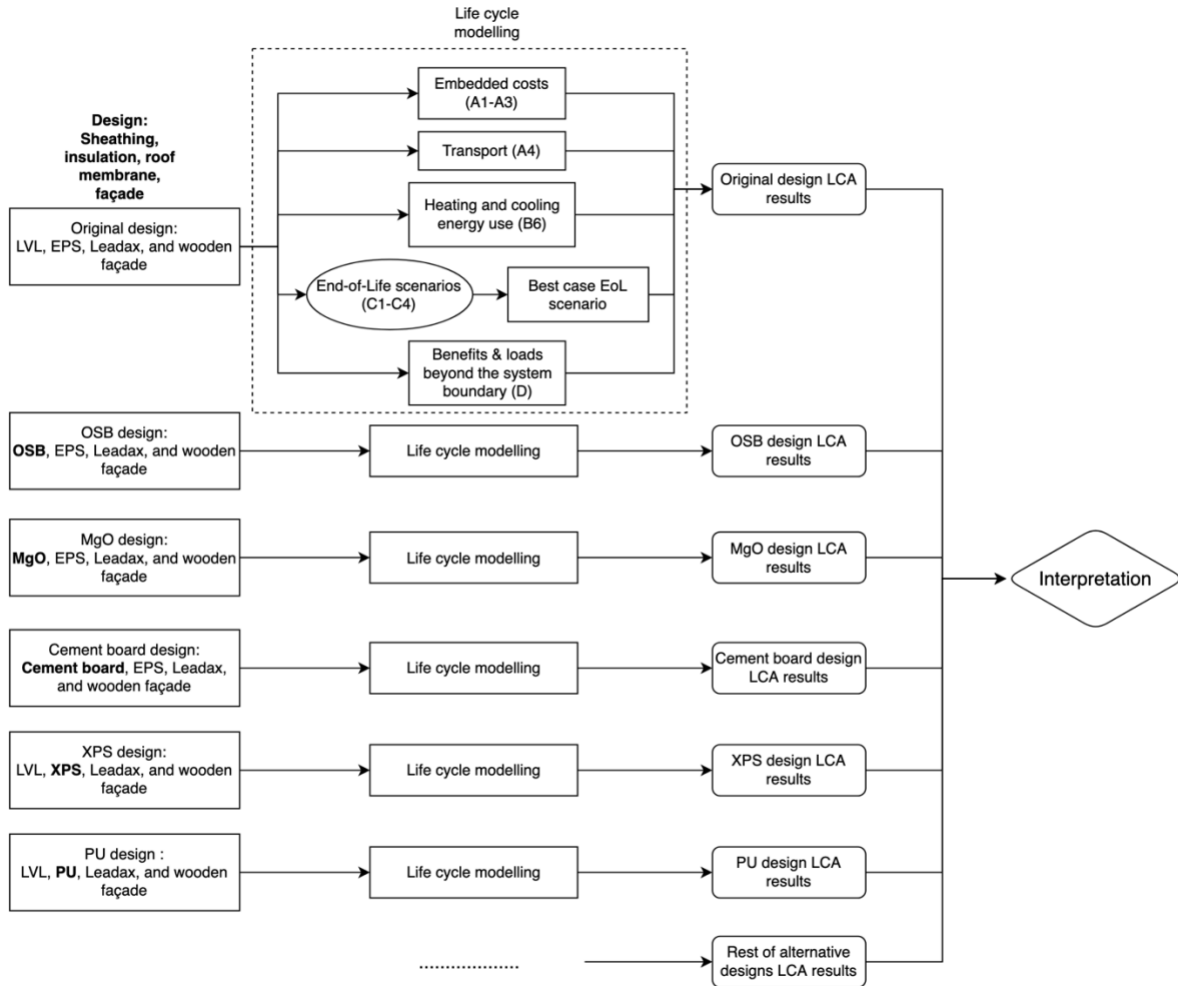 Life cycle
modelling
Embedded costs
(A1-A3)
Design:
Sheathing,
insulation, roof
membrane,
façade
Transport (A4)
Original design LCA
results
Heating and cooling
energy use (B6)
Original design:
LVL, EPS, Leadax, and wooden
façade
End-of-Life scenarios
(C1-C4)
Best case EoL
scenario
Benefits & loads
beyond the system
boundary (D)
OSB design:
OSB, EPS, Leadax, and wooden
façade
Life cycle modelling
OSB design LCA
results
MgO design:
MgO, EPS, Leadax, and wooden
façade
Life cycle modelling
MgO design LCA
results
Interpretation
Cement board design:
Cement board, EPS, Leadax,
and wooden façade
Life cycle modelling
Cement board design
LCA results
XPS design:
LVL, XPS, Leadax, and wooden
façade
Life cycle modelling
XPS design LCA
results
PU design :
LVL, PU, Leadax, and wooden
façade
Life cycle modelling
PU design LCA
results
Rest of alternative
designs LCA results